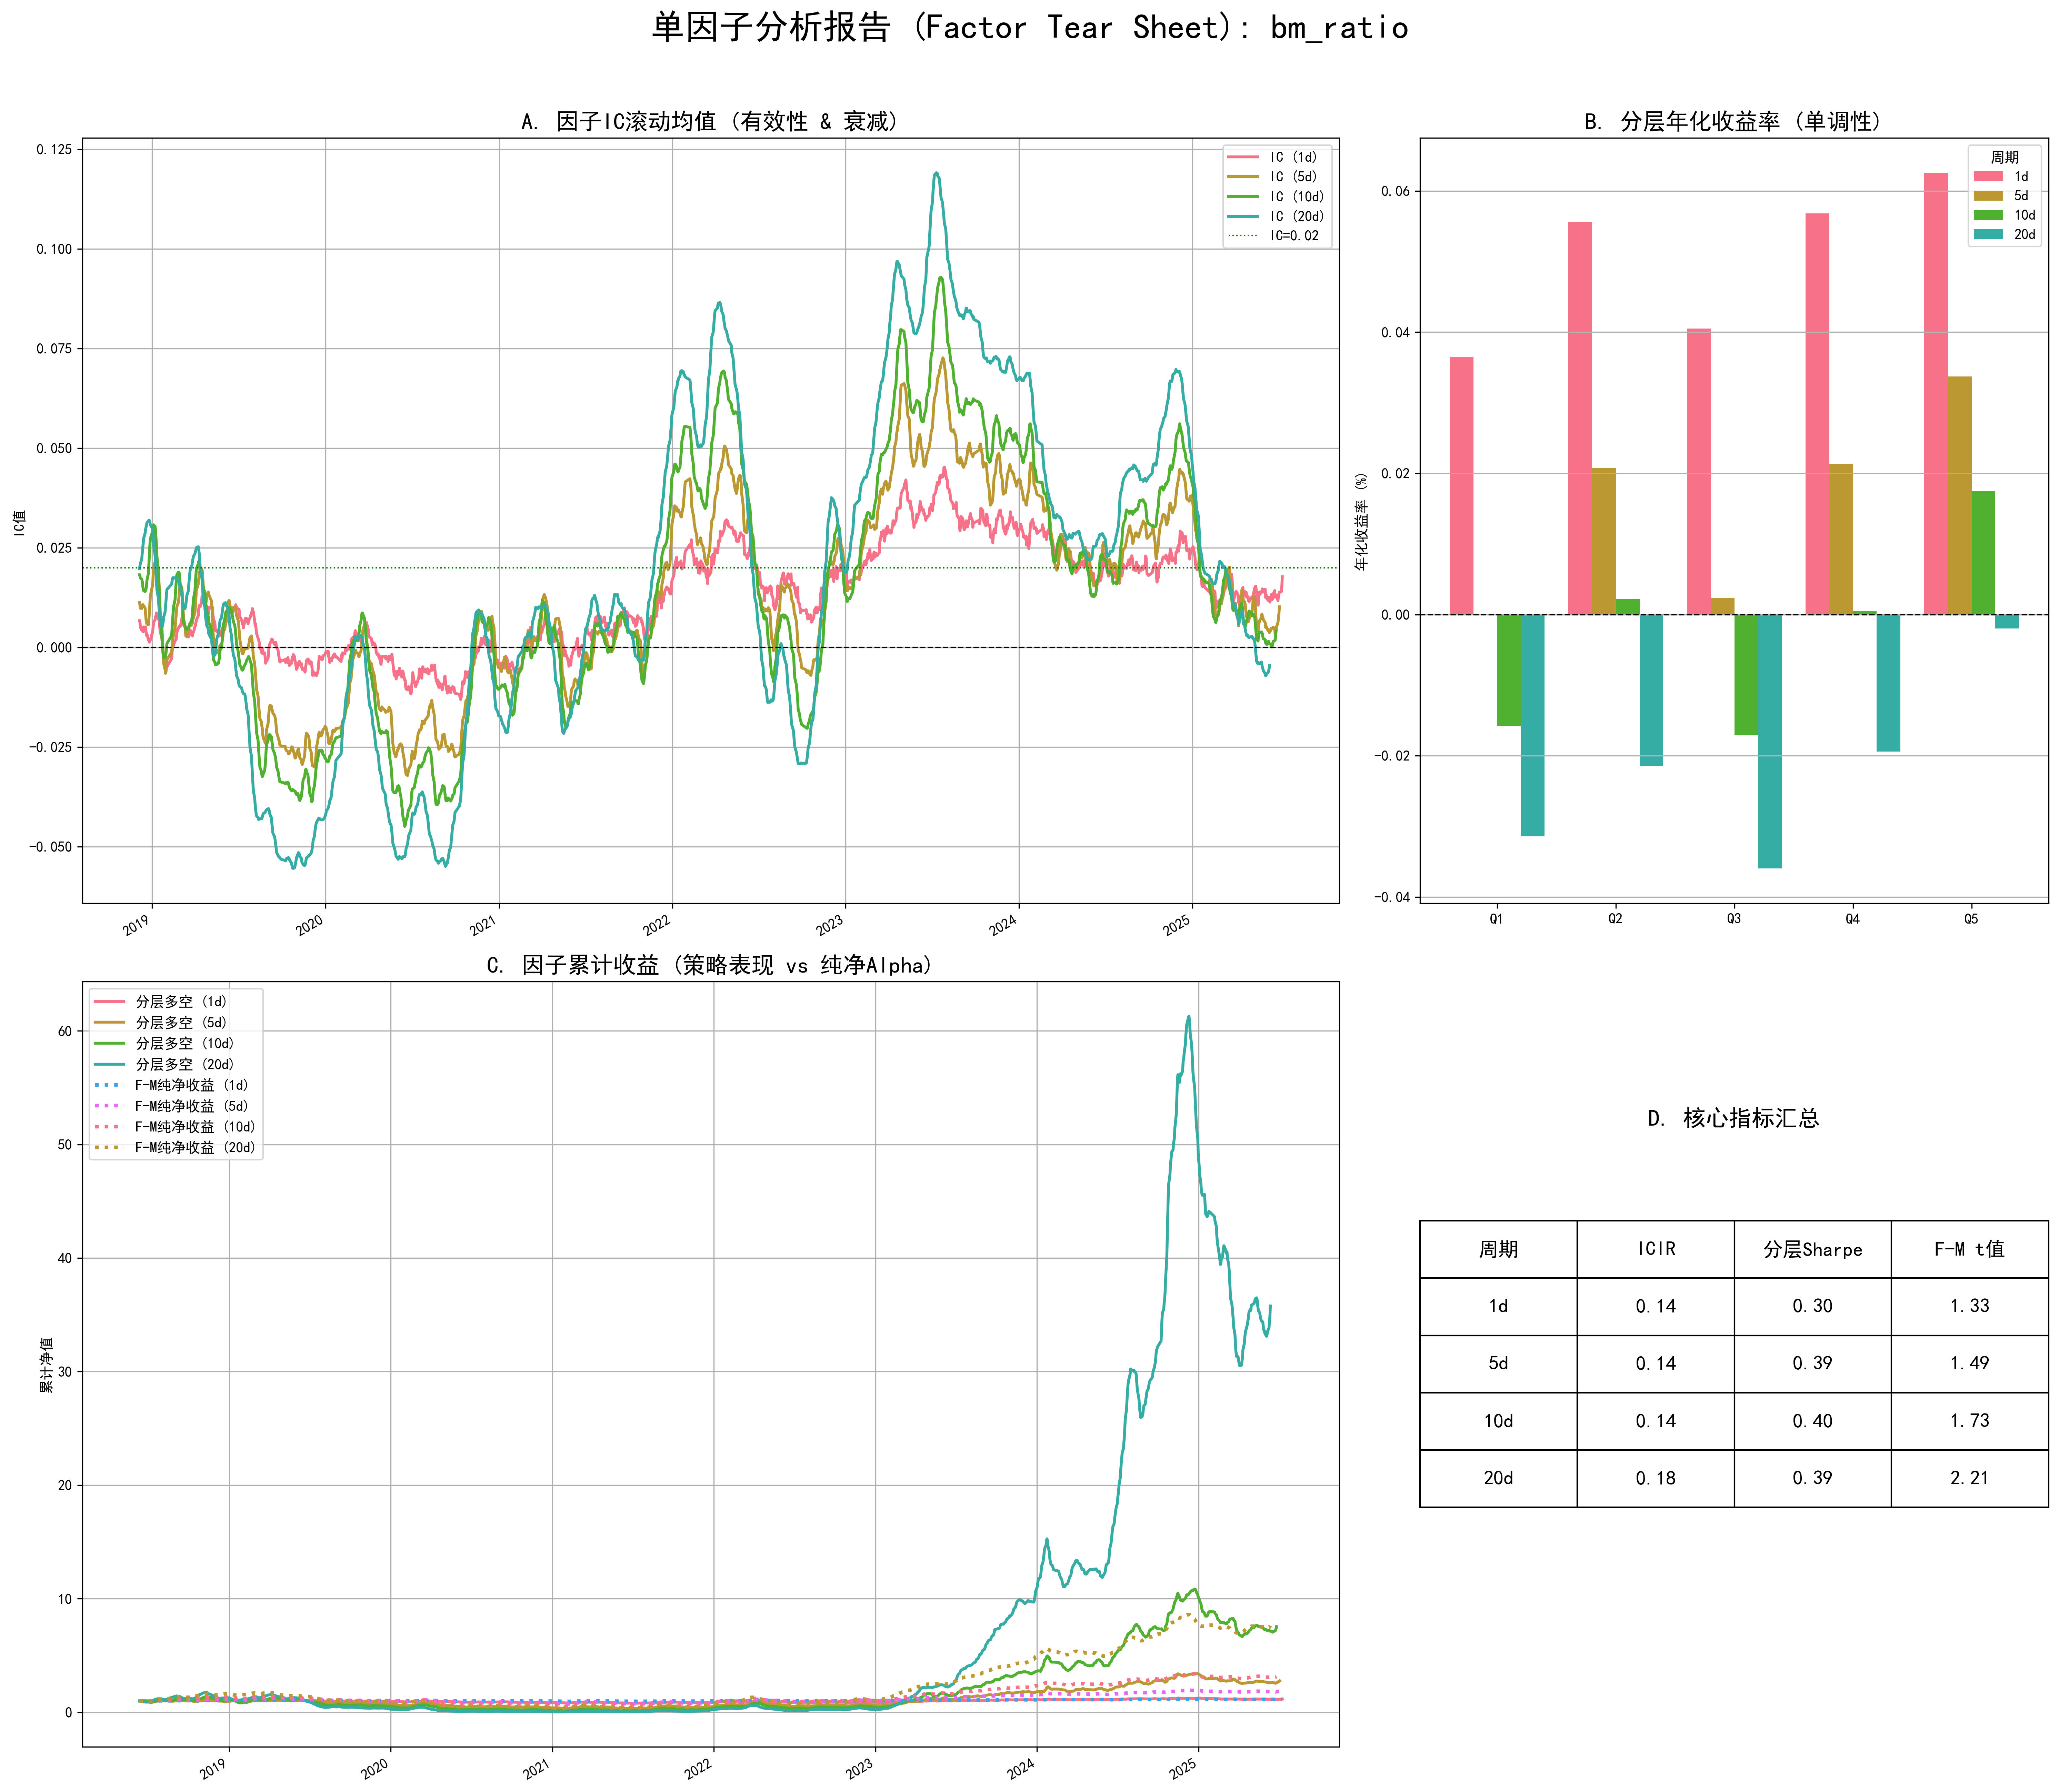 单因子分析报告 (Factor Tear Sheet): bm_ratio
A. 因子IC滚动均值 (有效性 & 衰减)
IC值
0.125
0.100
0.075
0.050
0.025
0.000
-0.025
-0.050
2019 2020 2021 2022 2023 2024 2025
IC (1d)
IC (5d)
IC (10d)
IC (20d)
IC=0.02
B. 分层年化收益率 (单调性)
年化收益率 (%)
0.06
0.04
0.02
0.00
-0.02
-0.04
Q1 Q2 Q3 Q4 Q5
周期
1d
5d
10d
20d
C. 因子累计收益 (策略表现 vs 纯净Alpha)
累计净值
60
50
40
30
20
10
0
2019 2020 2021 2022 2023 2024 2025
分层多空 (1d)
分层多空 (5d)
分层多空 (10d)
分层多空 (20d)
F-M纯净收益 (1d)
F-M纯净收益 (5d)
F-M纯净收益 (10d)
F-M纯净收益 (20d)
D. 核心指标汇总
周期 ICIR 分层Sharpe F-M t值
1d 0.14 0.30 1.33
5d 0.14 0.39 1.49
10d 0.14 0.40 1.73
20d 0.18 0.39 2.21